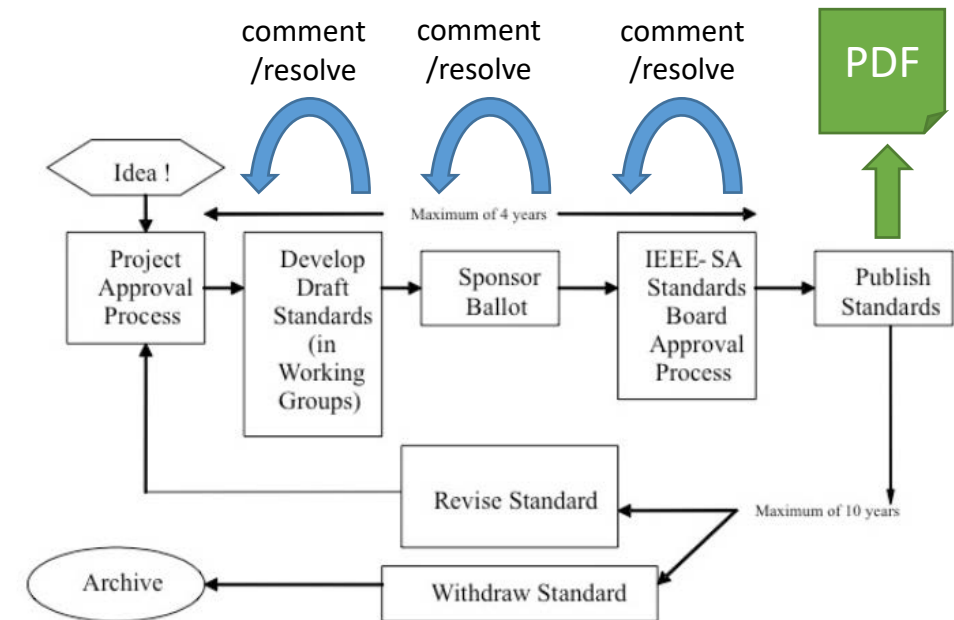 comment
/resolve
comment
/resolve
comment
/resolve
PDF
Idea !
Maximum of 4 years
Project
Approval
Process
Develop
Draft
Standards
(in
Working
Groups)
Sponsor
Ballot
IEEE- SA
Standards
Board
Approval
Process
Publish
Standards
Revise Standard
Maximum of 10 years
Archive
Withdraw Standard